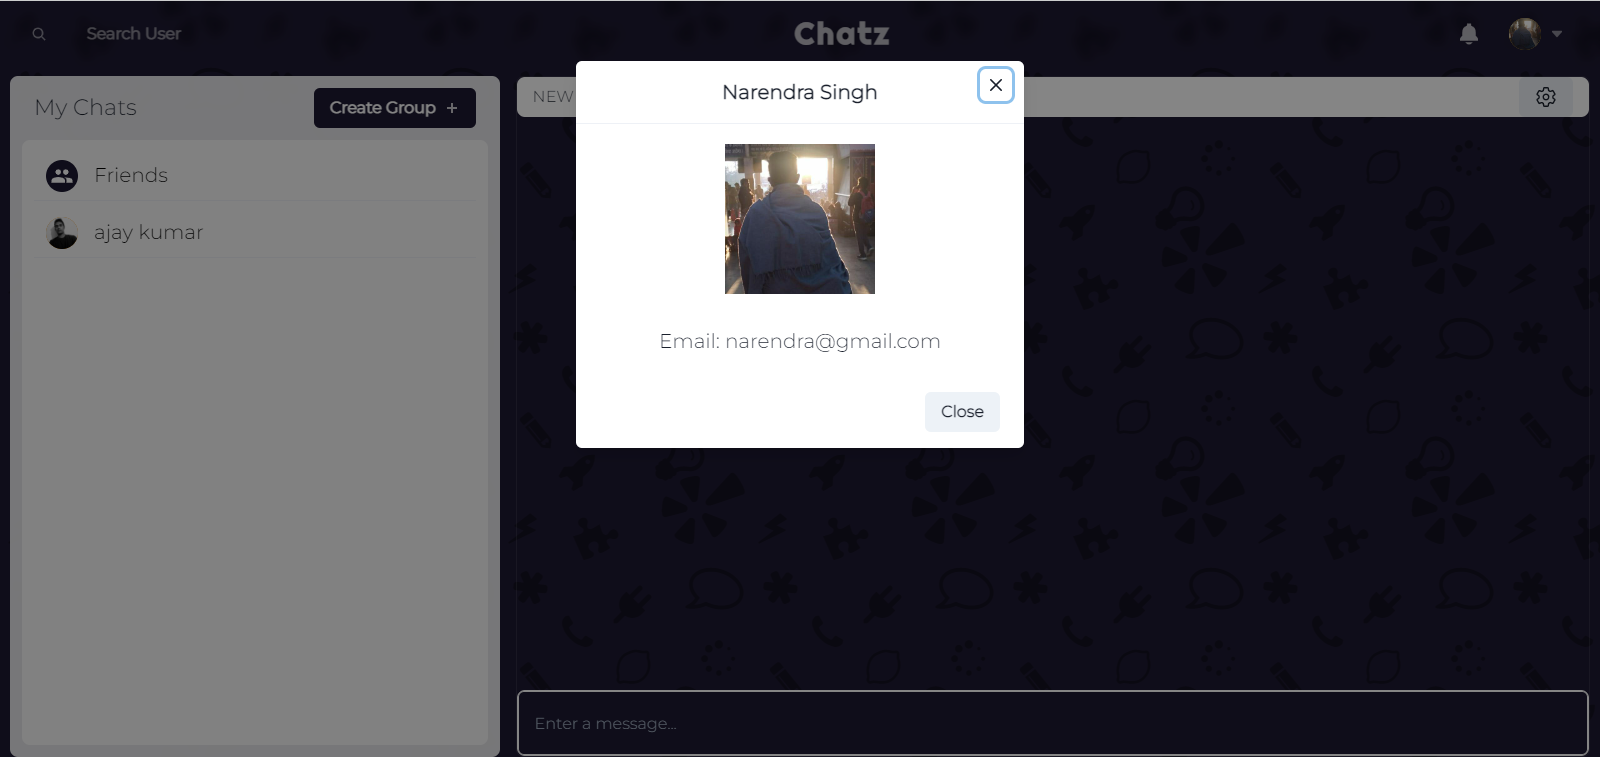 Search User
Chatz
My Chats
Create Group +
Friends
ajay kumar
NEW
Narendra Singh
Email: narendra@gmail.com
Close
Enter a message...